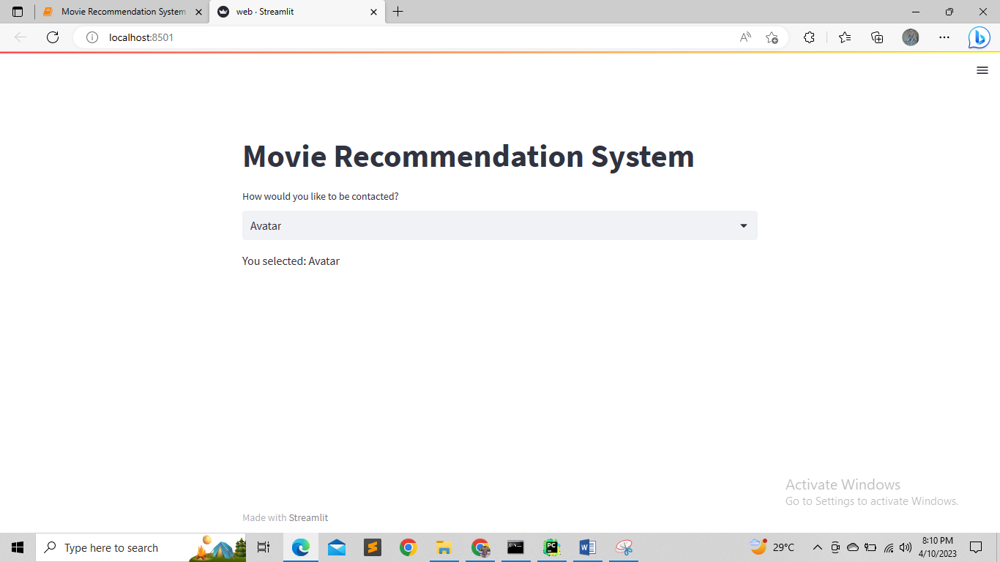 Movie Recommendation System
web · Streamlit
localhost:8501
Movie Recommendation System
How would you like to be contacted?
Avatar
You selected: Avatar
Activate Windows
Go to Settings to activate Windows.
Made with Streamlit
Type here to search
29°C
8:10 PM
4/10/2023